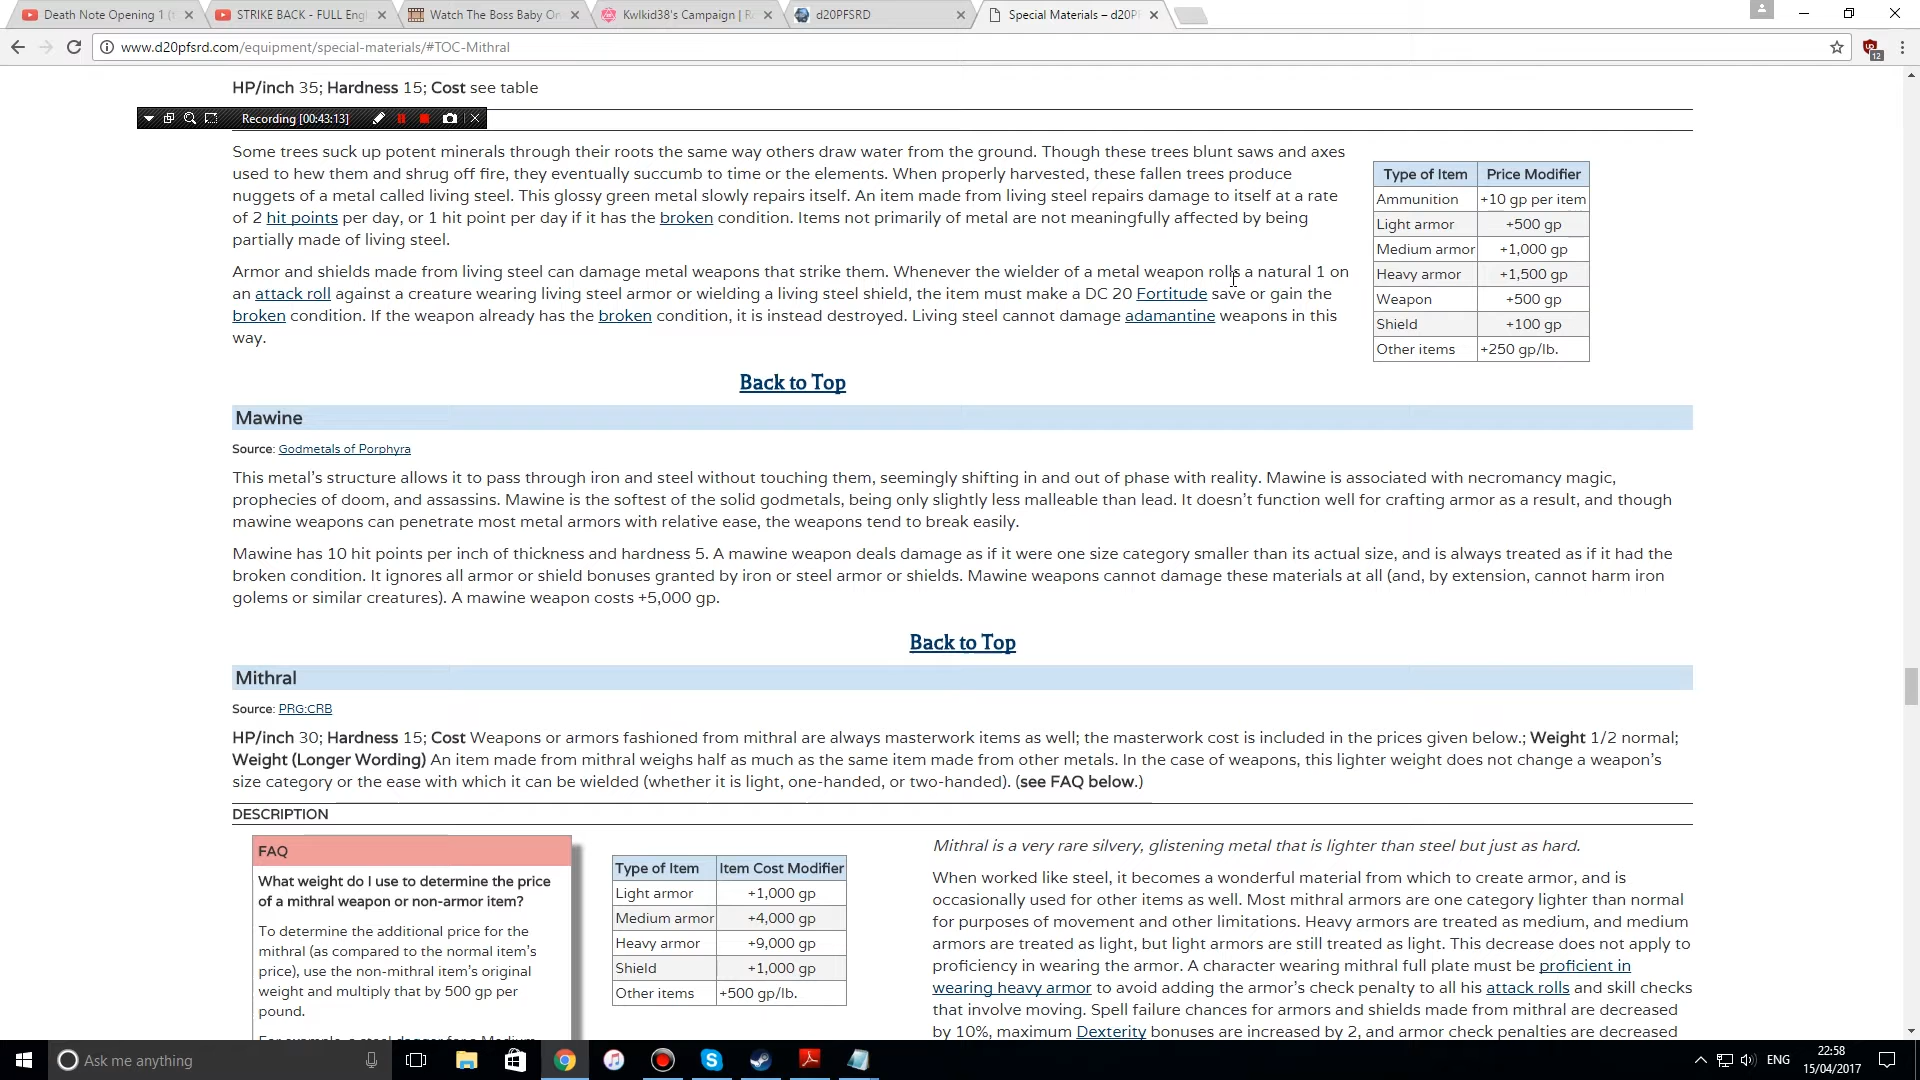 Death Note Opening 1 (
STRIKE BACK - FULL Engl
Watch The Boss Baby On
Kwlkid38's Campaign | R
d20PFSRD
Special Materials – d20P
www.d20pfsrd.com/equipment/special-materials/#TOC-Mithral
12
HP/inch 35; Hardness 15; Cost see table
Recording [00:43:13]
Some trees suck up potent minerals through their roots the same way others draw water from the ground. Though these trees blunt saws and axes
used to hew them and shrug off fire, they eventually succumb to time or the elements. When properly harvested, these fallen trees produce
nuggets of a metal called living steel. This glossy green metal slowly repairs itself. An item made from living steel repairs damage to itself at a rate
of 2 hit points per day, or 1 hit point per day if it has the broken condition. Items not primarily of metal are not meaningfully affected by being
partially made of living steel.
Armor and shields made from living steel can damage metal weapons that strike them. Whenever the wielder of a metal weapon rolls a natural 1 on
an attack roll against a creature wearing living steel armor or wielding a living steel shield, the item must make a DC 20 Fortitude save or gain the
broken condition. If the weapon already has the broken condition, it is instead destroyed. Living steel cannot damage adamantine weapons in this
way.
Type of Item Price Modifier
Ammunition +10 gp per item
Light armor +500 gp
Medium armor +1,000 gp
Heavy armor +1,500 gp
Weapon +500 gp
Shield +100 gp
Other items +250 gp/lb.
Back to Top
Mawine
Source: Godmetals of Porphyra
This metal's structure allows it to pass through iron and steel without touching them, seemingly shifting in and out of phase with reality. Mawine is associated with necromancy magic,
prophecies of doom, and assassins. Mawine is the softest of the solid godmetals, being only slightly less malleable than lead. It doesn't function well for crafting armor as a result, and though
mawine weapons can penetrate most metal armors with relative ease, the weapons tend to break easily.
Mawine has 10 hit points per inch of thickness and hardness 5. A mawine weapon deals damage as if it were one size category smaller than its actual size, and is always treated as if it had the
broken condition. It ignores all armor or shield bonuses granted by iron or steel armor or shields. Mawine weapons cannot damage these materials at all (and, by extension, cannot harm iron
golems or similar creatures). A mawine weapon costs +5,000 gp.
Back to Top
Mithral
Source: PRG:CRB
HP/inch 30; Hardness 15; Cost Weapons or armors fashioned from mithral are always masterwork items as well; the masterwork cost is included in the prices given below.; Weight 1/2 normal;
Weight (Longer Wording) An item made from mithral weighs half as much as the same item made from other metals. In the case of weapons, this lighter weight does not change a weapon's
size category or the ease with which it can be wielded (whether it is light, one-handed, or two-handed). (see FAQ below.)
DESCRIPTION
FAQ
What weight do I use to determine the price
of a mithral weapon or non-armor item?
To determine the additional price for the
mithral (as compared to the normal item's
price), use the non-mithral item's original
weight and multiply that by 500 gp per
pound.
For example, a steel dagger for a Medium
Type of Item Item Cost Modifier
Light armor +1,000 gp
Medium armor +4,000 gp
Heavy armor +9,000 gp
Shield +1,000 gp
Other items +500 gp/lb.
Mithral is a very rare silvery, glistening metal that is lighter than steel but just as hard.
When worked like steel, it becomes a wonderful material from which to create armor, and is
occasionally used for other items as well. Most mithral armors are one category lighter than normal
for purposes of movement and other limitations. Heavy armors are treated as medium, and medium
armors are treated as light, but light armors are still treated as light. This decrease does not apply to
proficiency in wearing the armor. A character wearing mithral full plate must be proficient in
wearing heavy armor to avoid adding the armor's check penalty to all his attack rolls and skill checks
that involve moving. Spell failure chances for armors and shields made from mithral are decreased
by 10%, maximum Dexterity bonuses are increased by 2, and armor check penalties are decreased
Ask me anything
ENG
22:58
15/04/2017